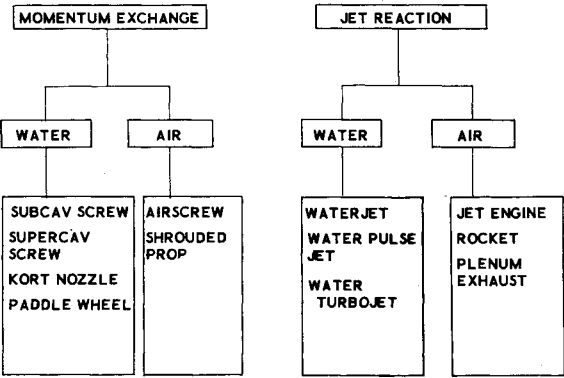 MOMENTUM EXCHANGE
JET REACTION
WATER
AIR
WATER
AIR
SUBCAV SCREW
SUPERCAV
SCREW
KORT NOZZLE
PADDLE WHEEL
AIRSCREW
SHROUDED
PROP
WATERJET
WATER PULSE
JET
WATER
TURBOJET
JET ENGINE
ROCKET
PLENUM
EXHAUST